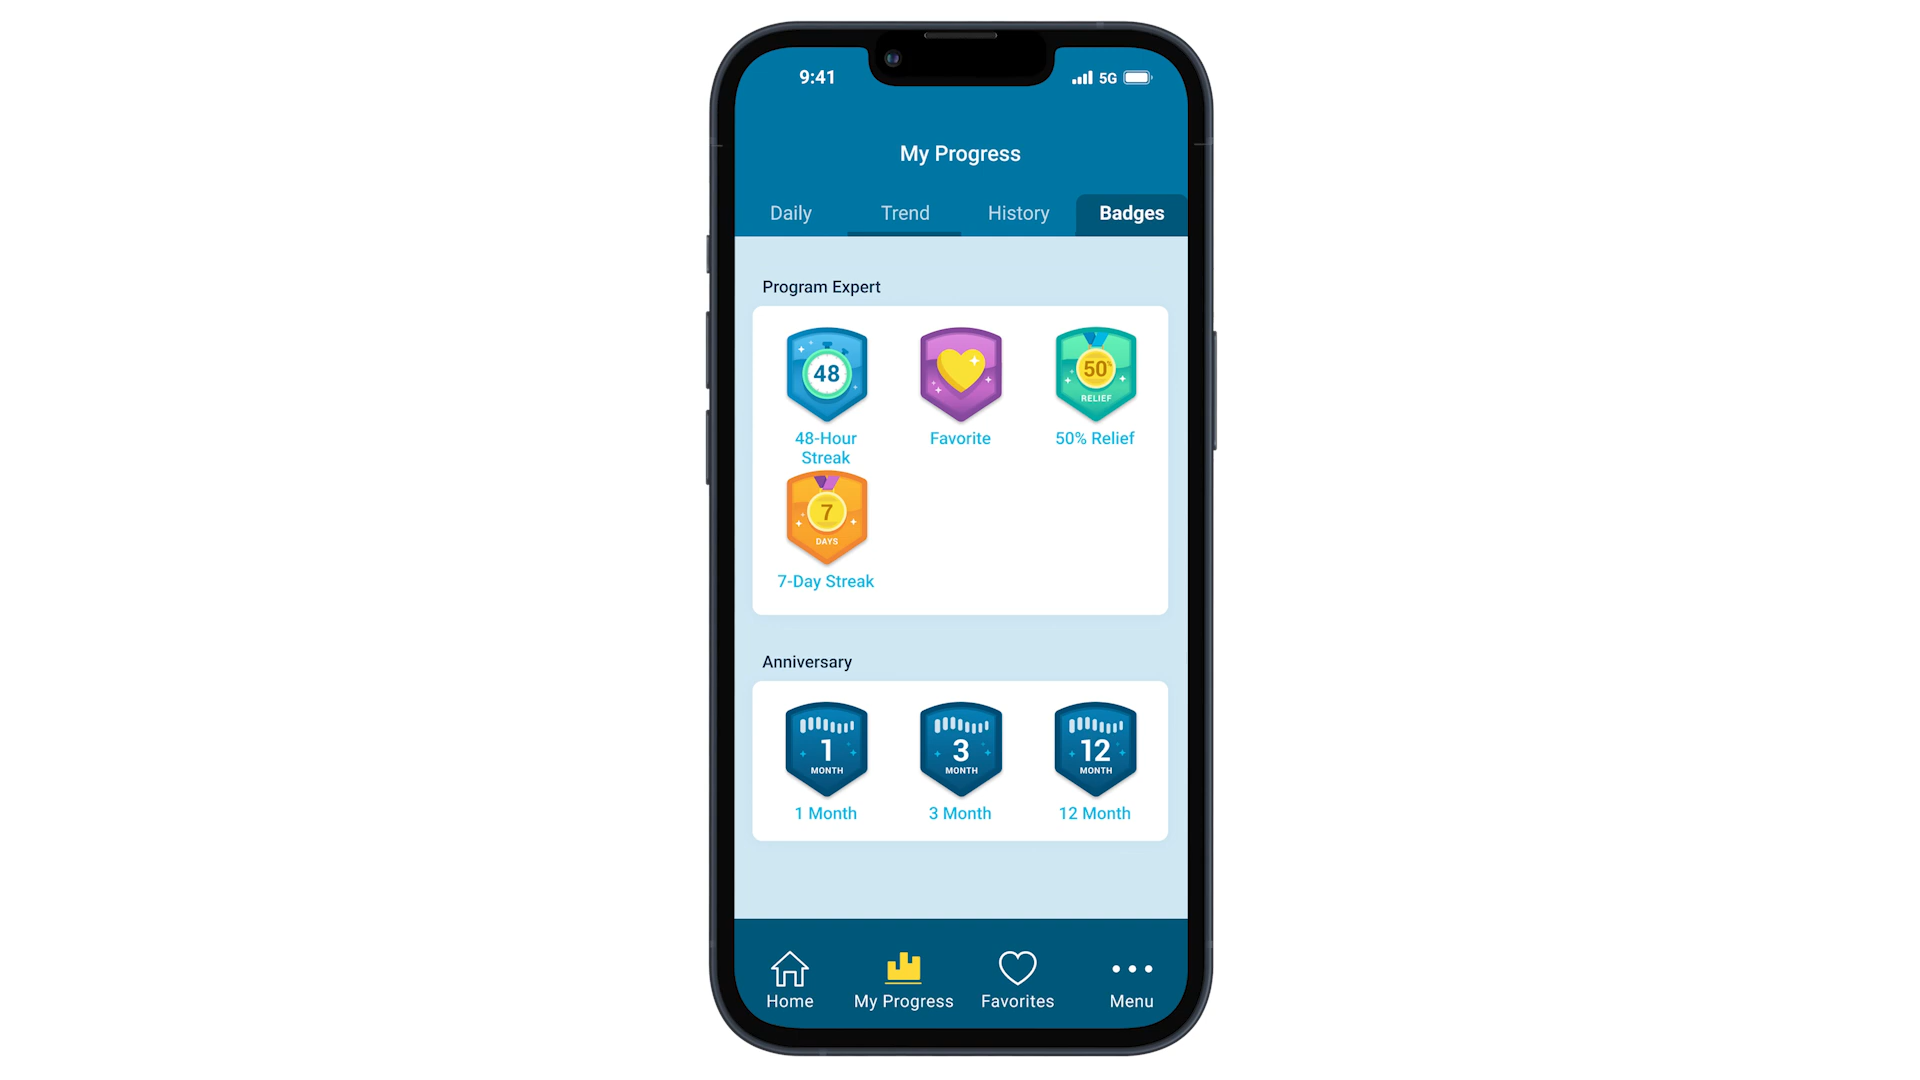 9:41
5G
My Progress
Daily Trend History Badges
Program Expert
48
50%
RELIEF
48-Hour
Streak
Favorite
50% Relief
7
DAYS
7-Day Streak
Anniversary
1
MONTH
3
MONTH
12
MONTH
1 Month
3 Month
12 Month
Home
My Progress
Favorites
Menu